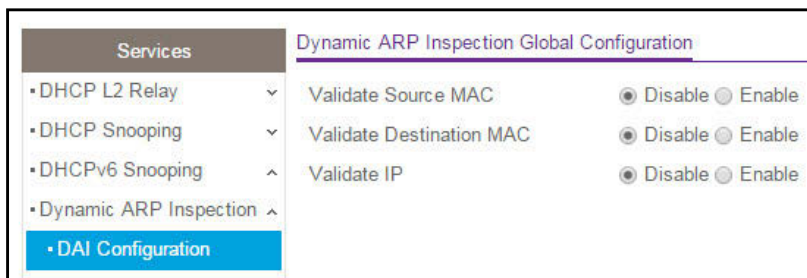 Services
▪ DHCP L2 Relay
▪ DHCP Snooping
▪ DHCPv6 Snooping
▪ Dynamic ARP Inspection
▪ DAI Configuration
Dynamic ARP Inspection Global Configuration
Validate Source MAC Disable Enable
Validate Destination MAC Disable Enable
Validate IP Disable Enable